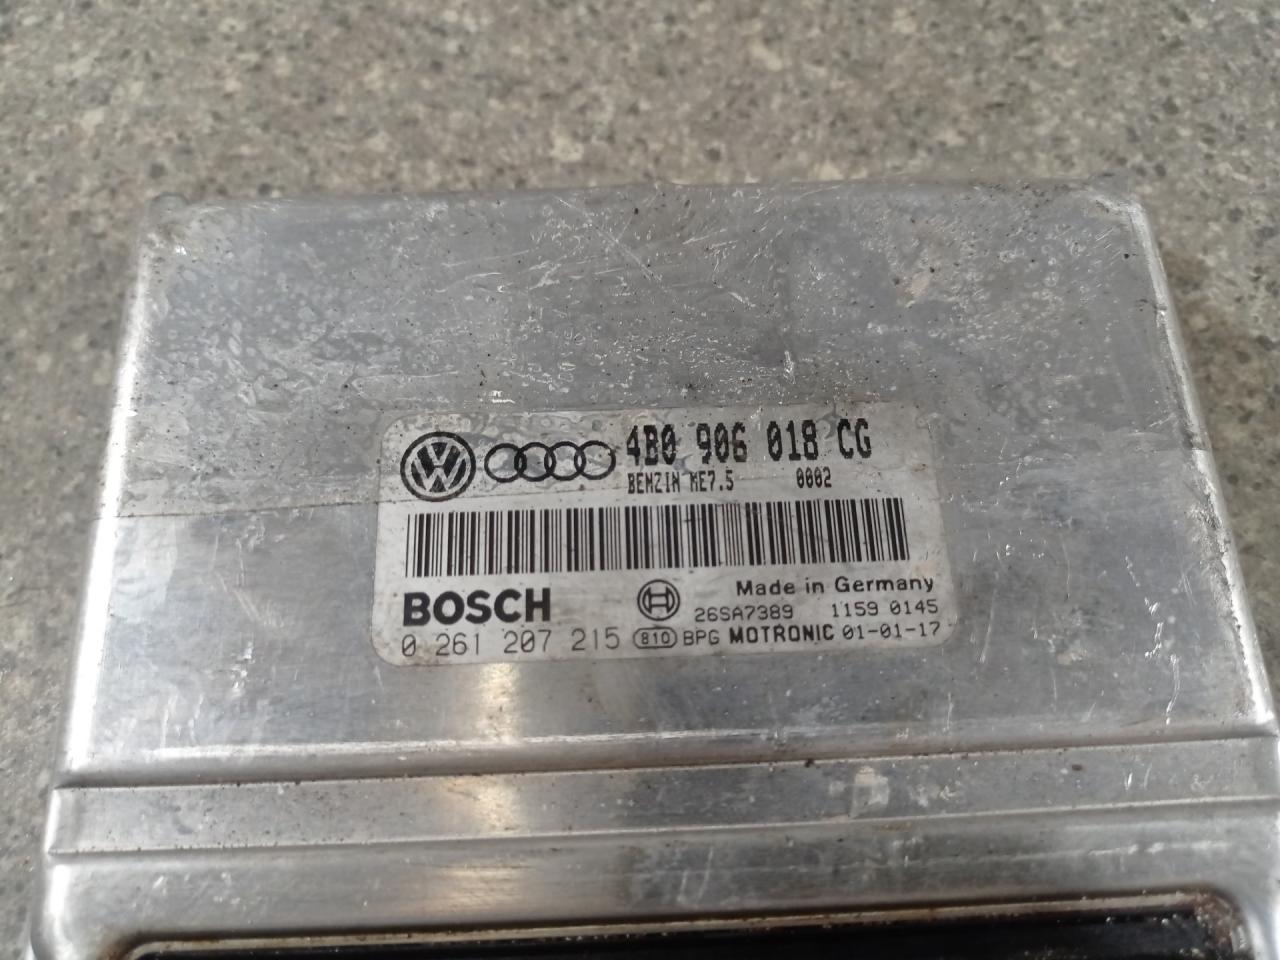 4B0 906 018 CG
BENZIN ME7.5 0002
Made in Germany
BOSCH 26SA7389 1159 0145
0 261 207 215 810 BPG MOTRONIC 01-01-17